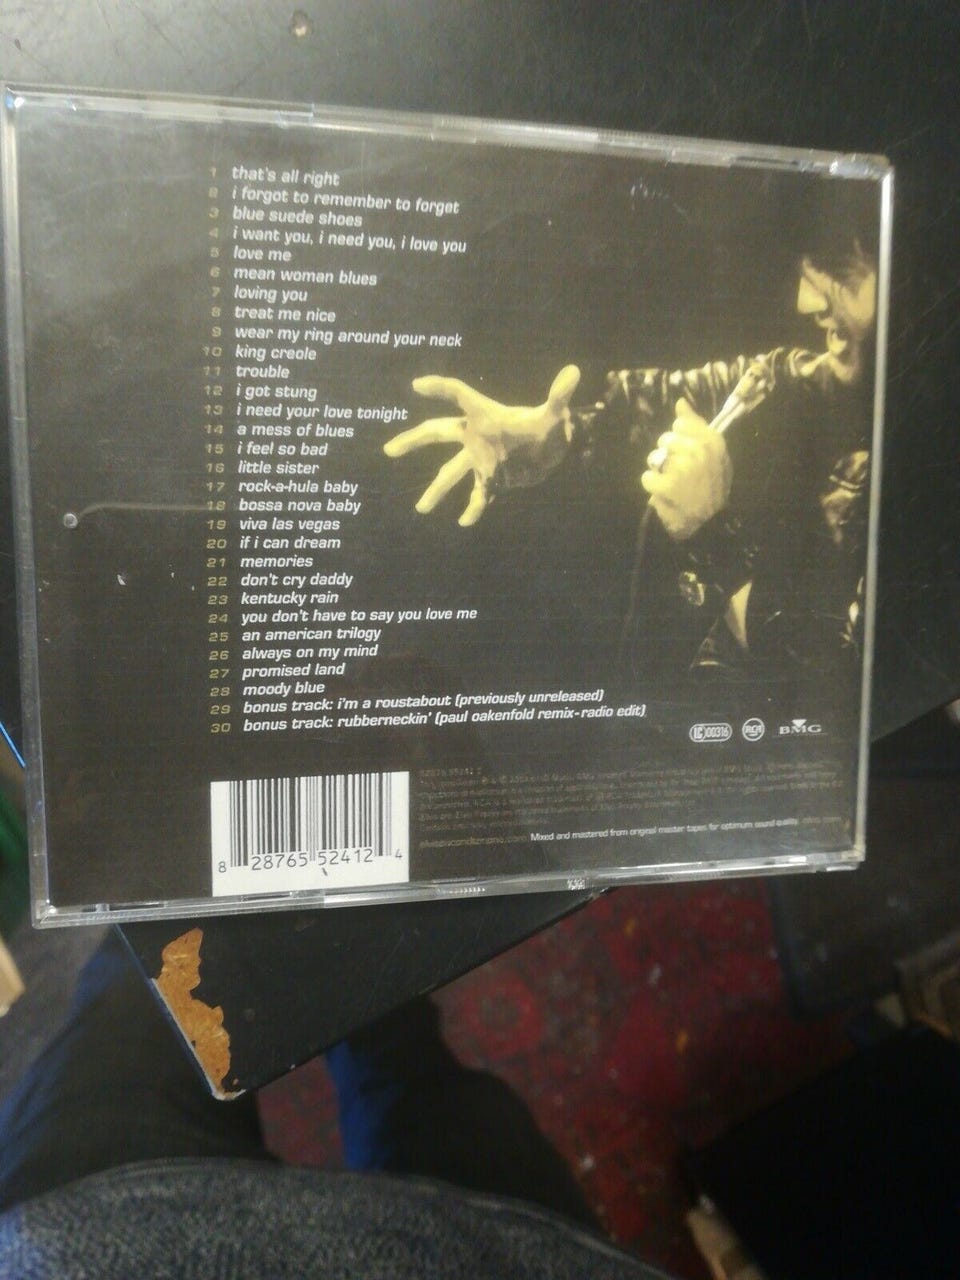 1 that's all right
2 i forgot to remember to forget
3 blue suede shoes
4 i want you, i need you, i love you
5 love me
6 mean woman blues
7 loving you
8 treat me nice
9 wear my ring around your neck
10 king creole
11 trouble
12 i got stung
13 i need your love tonight
14 a mess of blues
15 i feel so bad
16 little sister
17 rock-a-hula baby
18 bossa nova baby
19 viva las vegas
20 if i can dream
21 memories
22 don't cry daddy
23 kentucky rain
24 you don't have to say you love me
25 an american trilogy
26 always on my mind
27 promised land
28 moody blue
29 bonus track: i'm a roustabout (previously unreleased)
30 bonus track: rubberneckin' (paul oakenfold remix-radio edit)
LC00316 RCA BMG
Mixed and mastered from original master tapes for optimum sound quality
8 28765 52412 4